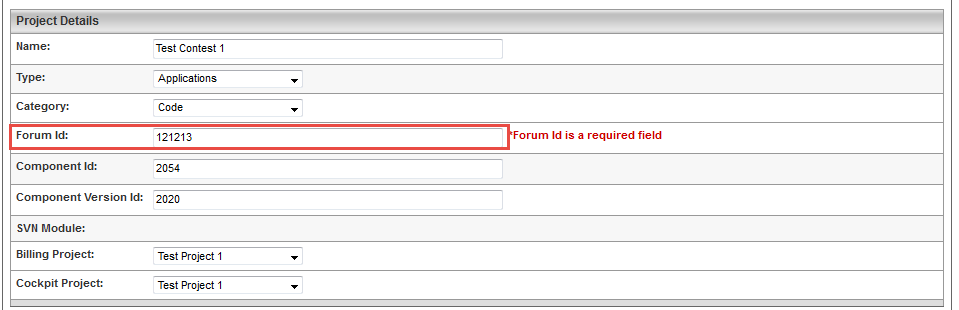 Project Details
Name: Test Contest 1
Type: Applications
Category: Code
Forum Id: 121213 *Forum Id is a required field
Component Id: 2054
Component Version Id: 2020
SVN Module:
Billing Project: Test Project 1
Cockpit Project: Test Project 1